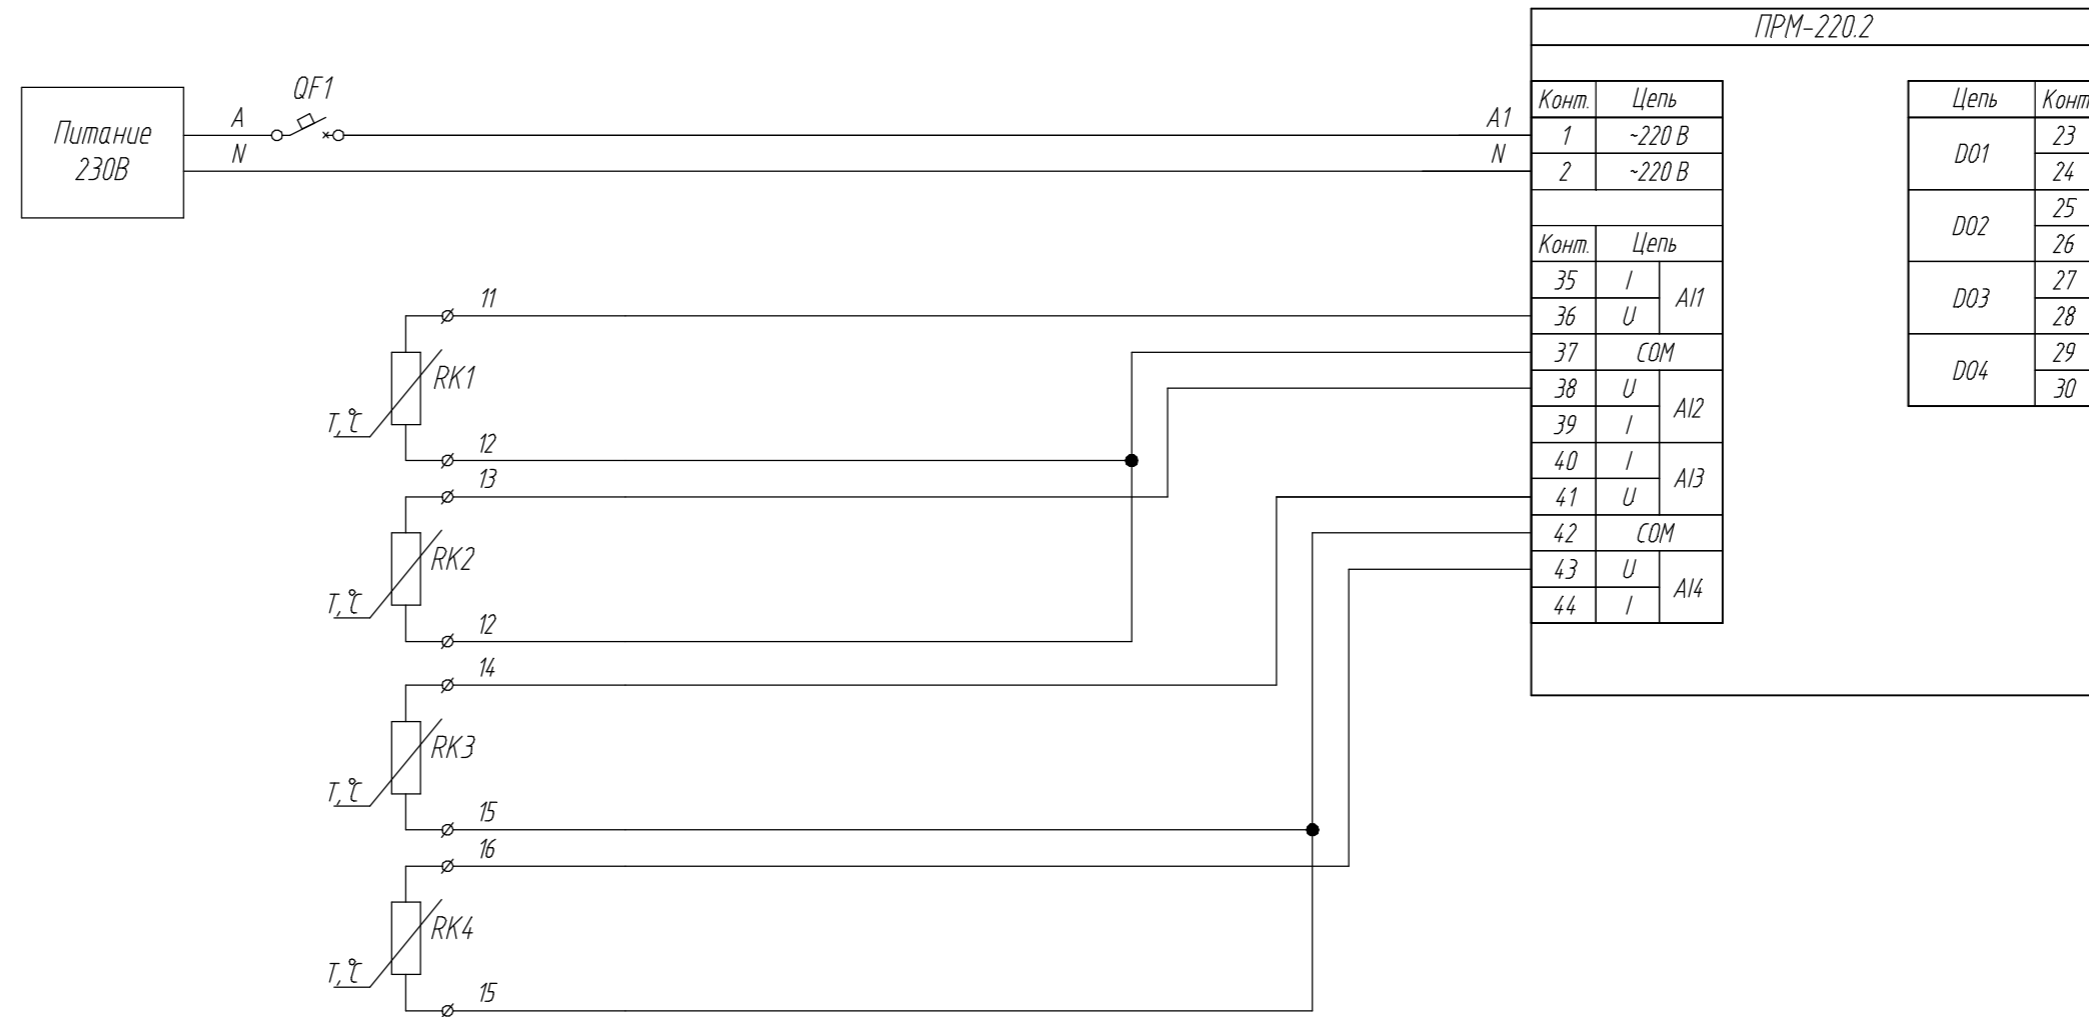 ПРМ-220.2
Питание
230В
A
QF1
N
A1
N
Конт. Цепь
1 ~220 В
2 ~220 В
Конт. Цепь
35 I AI1
36 U
37 COM
38 U AI2
39 I
40 I AI3
41 U
42 COM
43 U AI4
44 I
Цепь Конт
DO1 23
24
DO2 25
26
DO3 27
28
DO4 29
30
11
RK1
T,°C
12
13
RK2
T,°C
12
14
RK3
T,°C
15
16
RK4
T,°C
15